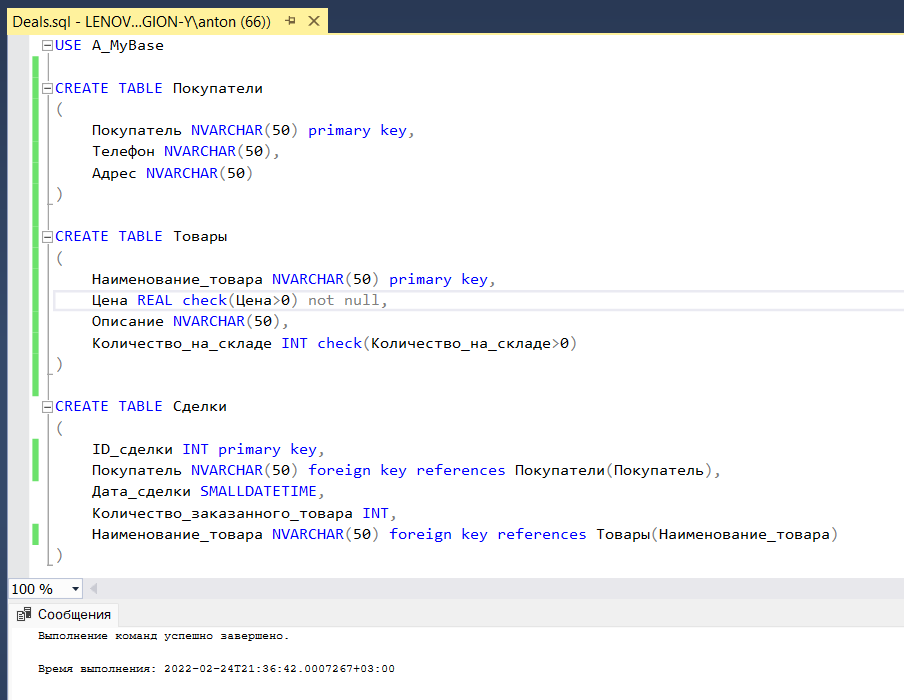 Deals.sql - LENOV...GION-Y\anton (66))
USE A_MyBase
CREATE TABLE Покупатели
(
Покупатель NVARCHAR(50) primary key,
Телефон NVARCHAR(50),
Адрес NVARCHAR(50)
)
CREATE TABLE Товары
(
Наименование_товара NVARCHAR(50) primary key,
Цена REAL check(Цена>0) not null,
Описание NVARCHAR(50),
Количество_на_складе INT check(Количество_на_складе>0)
)
CREATE TABLE Сделки
(
ID_сделки INT primary key,
Покупатель NVARCHAR(50) foreign key references Покупатели(Покупатель),
Дата_сделки SMALLDATETIME,
Количество_заказанного_товара INT,
Наименование_товара NVARCHAR(50) foreign key references Товары(Наименование_товара)
)
100 %
Сообщения
Выполнение команд успешно завершено.
Время выполнения: 2022-02-24T21:36:42.0007267+03:00